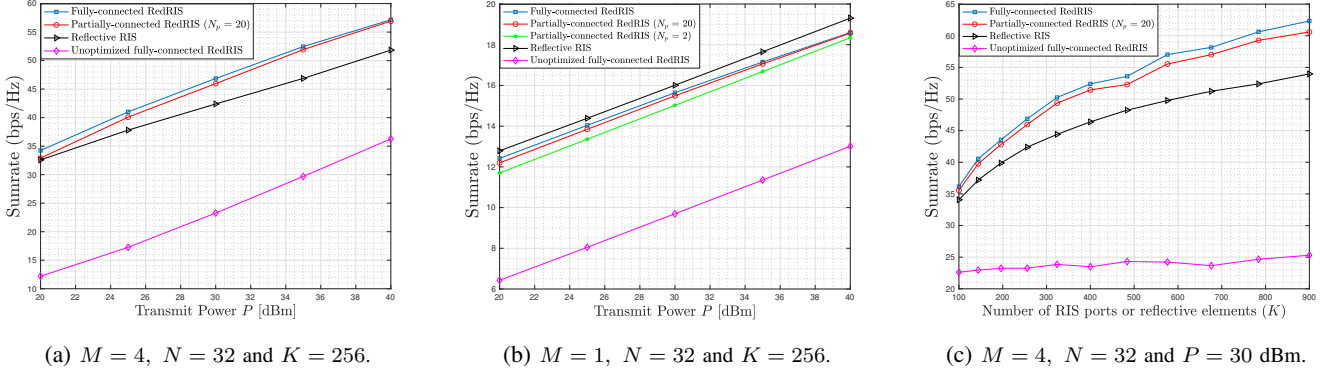 60
55
50
45
40
35
30
25
20
15
10
Sumrate (bps/Hz)
Fully-connected RedRIS
Partially-connected RedRIS (N_p = 20)
Reflective RIS
Unoptimized fully-connected RedRIS
20 22 24 26 28 30 32 34 36 38 40
Transmit Power P [dBm]
(a) M = 4, N = 32 and K = 256.
20
18
16
14
12
10
8
6
Sumrate (bps/Hz)
Fully-connected RedRIS
Partially-connected RedRIS (N_p = 20)
Partially-connected RedRIS (N_p = 2)
Reflective RIS
Unoptimized fully-connected RedRIS
20 22 24 26 28 30 32 34 36 38 40
Transmit Power P [dBm]
(b) M = 1, N = 32 and K = 256.
65
60
55
50
45
40
35
30
25
20
Sumrate (bps/Hz)
Fully-connected RedRIS
Partially-connected RedRIS (N_p = 20)
Reflective RIS
Unoptimized fully-connected RedRIS
100 200 300 400 500 600 700 800 900
Number of RIS ports or reflective elements (K)
(c) M = 4, N = 32 and P = 30 dBm.